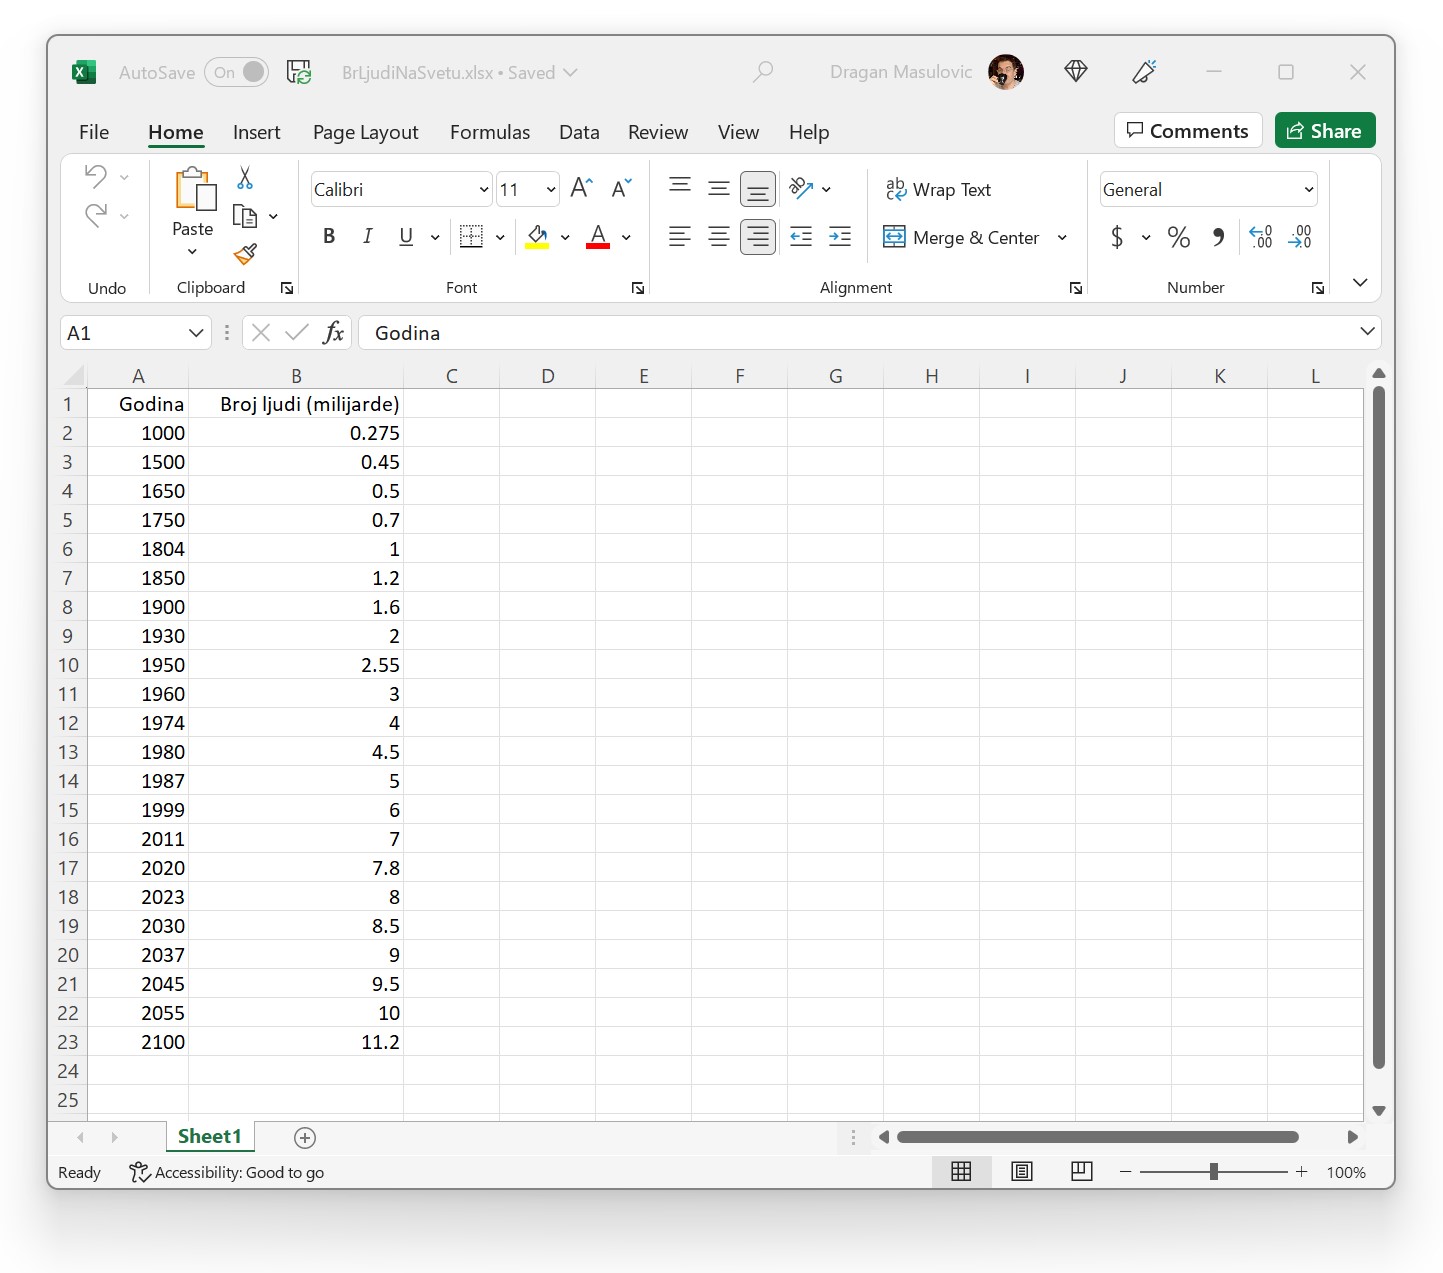 AutoSave On BrLjudiNaSvetu.xlsx • Saved Dragan Masulovic
File Home Insert Page Layout Formulas Data Review View Help Comments Share
Calibri 11 ab Wrap Text General
Paste B I U A Merge & Center $ % , .00 .00
Undo Clipboard Font Alignment Number
A1 fx Godina
A B C D E F G H I J K L
1 Godina Broj ljudi (milijarde)
2 1000 0.275
3 1500 0.45
4 1650 0.5
5 1750 0.7
6 1804 1
7 1850 1.2
8 1900 1.6
9 1930 2
10 1950 2.55
11 1960 3
12 1974 4
13 1980 4.5
14 1987 5
15 1999 6
16 2011 7
17 2020 7.8
18 2023 8
19 2030 8.5
20 2037 9
21 2045 9.5
22 2055 10
23 2100 11.2
24
25
Sheet1
Ready Accessibility: Good to go 100%